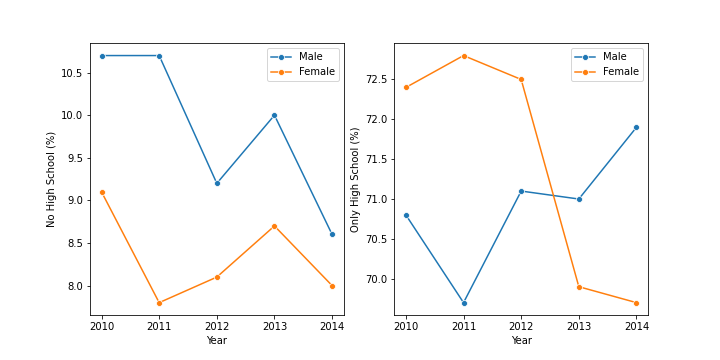 No High School (%)
10.5
10.0
9.5
9.0
8.5
8.0
2010 2011 2012 2013 2014
Year
Male
Female
Only High School (%)
72.5
72.0
71.5
71.0
70.5
70.0
2010 2011 2012 2013 2014
Year
Male
Female